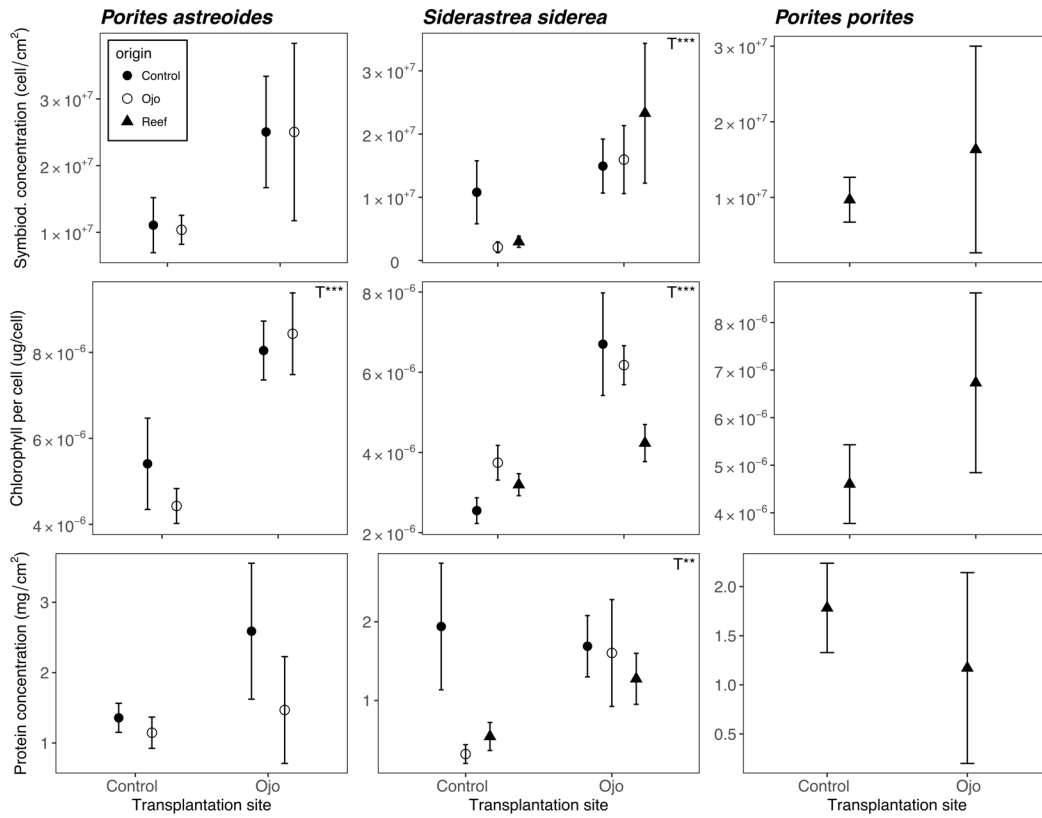 Porites astreoides
Siderastrea siderea
Porites porites
Symbiod. concentration (cell/cm²)
3 × 10⁺⁷
2 × 10⁺⁷
1 × 10⁺⁷
origin
Control
Ojo
Reef
T***
3 × 10⁺⁷
2 × 10⁺⁷
1 × 10⁺⁷
0
3 × 10⁺⁷
2 × 10⁺⁷
1 × 10⁺⁷
Chlorophyll per cell (ug/cell)
T***
8 × 10⁻⁶
6 × 10⁻⁶
4 × 10⁻⁶
T***
8 × 10⁻⁶
6 × 10⁻⁶
4 × 10⁻⁶
2 × 10⁻⁶
8 × 10⁻⁶
7 × 10⁻⁶
6 × 10⁻⁶
5 × 10⁻⁶
4 × 10⁻⁶
Protein concentration (mg/cm²)
3
2
1
T**
2
1
2.0
1.5
1.0
0.5
Control Ojo
Transplantation site
Control Ojo
Transplantation site
Control Ojo
Transplantation site